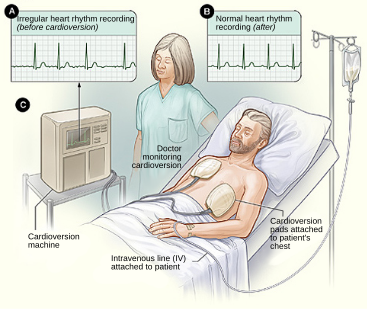 A
Irregular heart rhythm recording
(before cardioversion)
B
Normal heart rhythm
recording (after)
C
Doctor
monitoring
cardioversion
Cardioversion
machine
Intravenous line (IV)
attached to patient
Cardioversion
pads attached
to patient's
chest